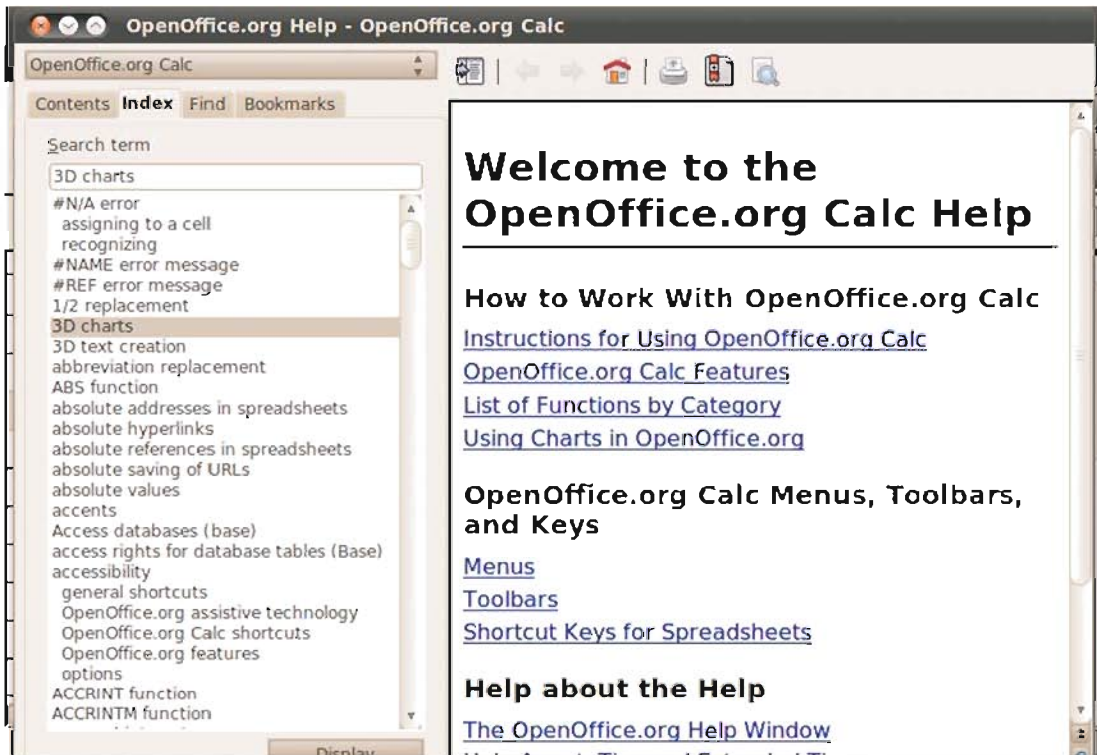 OpenOffice.org Help - OpenOffice.org Calc
OpenOffice.org Calc
Contents Index Find Bookmarks
Search term
3D charts
#N/A error
assigning to a cell
recognizing
#NAME error message
#REF error message
1/2 replacement
3D charts
3D text creation
abbreviation replacement
ABS function
absolute addresses in spreadsheets
absolute hyperlinks
absolute references in spreadsheets
absolute saving of URLs
absolute values
accents
Access databases (base)
access rights for database tables (Base)
accessibility
general shortcuts
OpenOffice.org assistive technology
OpenOffice.org Calc shortcuts
OpenOffice.org features
options
ACCRINT function
ACCRINTM function
Display
Welcome to the
OpenOffice.org Calc Help
How to Work With OpenOffice.org Calc
Instructions for Using OpenOffice.org Calc
OpenOffice.org Calc Features
List of Functions by Category
Using Charts in OpenOffice.org
OpenOffice.org Calc Menus, Toolbars,
and Keys
Menus
Toolbars
Shortcut Keys for Spreadsheets
Help about the Help
The OpenOffice.org Help Window